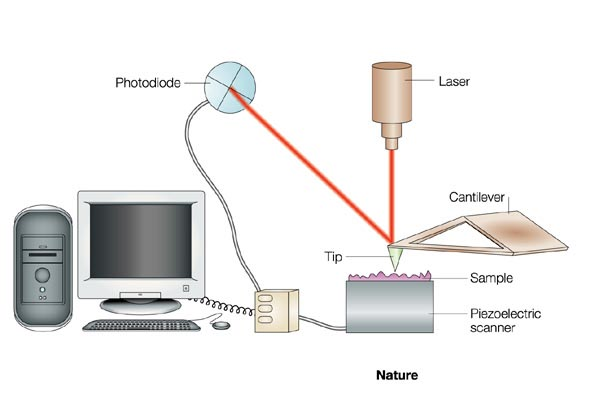 Photodiode
Laser
Cantilever
Tip
Sample
Piezoelectric
scanner
Nature